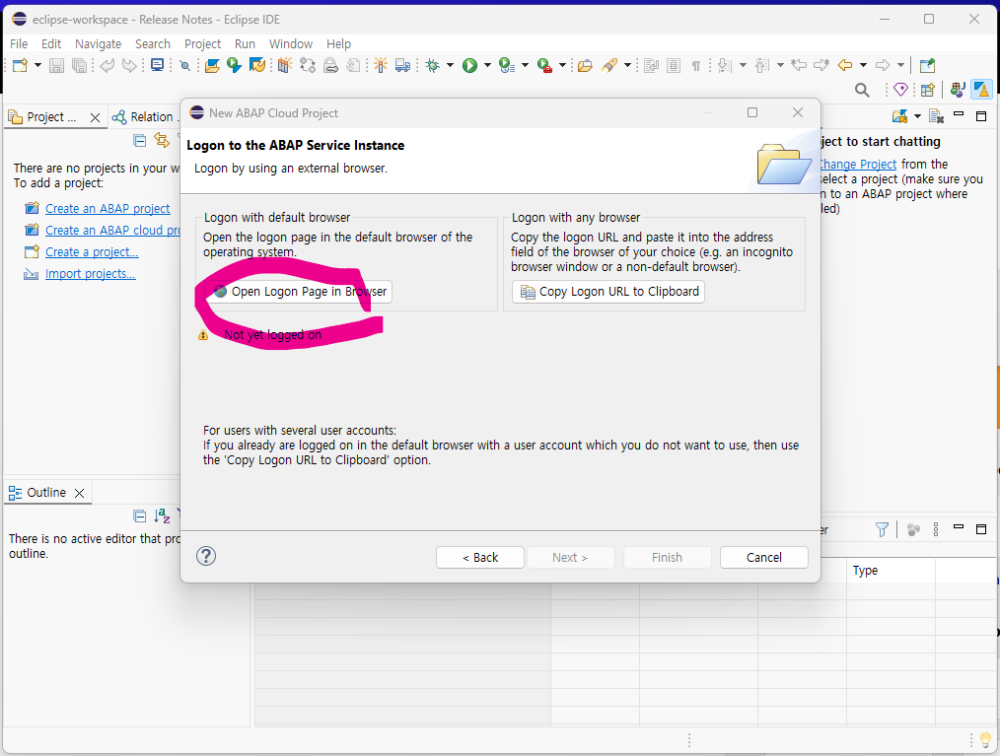 eclipse-workspace - Release Notes - Eclipse IDE
File Edit Navigate Search Project Run Window Help
Project ...
Relation
There are no projects in your w
To add a project:
Create an ABAP project
Create an ABAP cloud pro
Create a project...
Import projects...
New ABAP Cloud Project
Logon to the ABAP Service Instance
Logon by using an external browser.
Logon with default browser
Open the logon page in the default browser of the
operating system.
Open Logon Page in Browser
Logon with any browser
Copy the logon URL and paste it into the address
field of the browser of your choice (e.g. an incognito
browser window or a non-default browser).
Copy Logon URL to Clipboard
Not yet logged on
For users with several user accounts:
If you already are logged on in the default browser with a user account which you do not want to use, then use
the 'Copy Logon URL to Clipboard' option.
?
< Back
Next >
Finish
Cancel
ject to start chatting
Change Project from the
select a project (make sure you
n to an ABAP project where
led)
Outline
There is no active editor that pro
outline.
er
Type